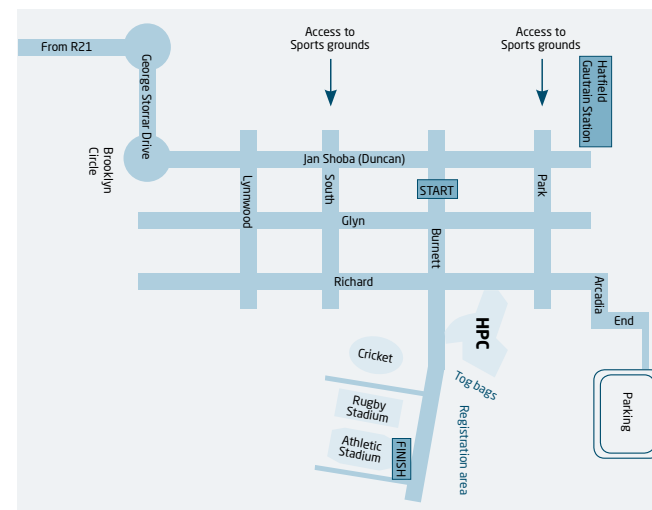 Access to
Sports grounds
Access to
Sports grounds
From R21
George Storrar Drive
Hatfield
Gautrain Station
Brooklyn
Circle
Jan Shoba (Duncan)
Lynnwood
South
START
Park
Glyn
Burnett
Richard
Arcadia
End
HPC
Cricket
Tog bags
Rugby
Stadium
Registration area
Parking
Athletic
Stadium
FINISH